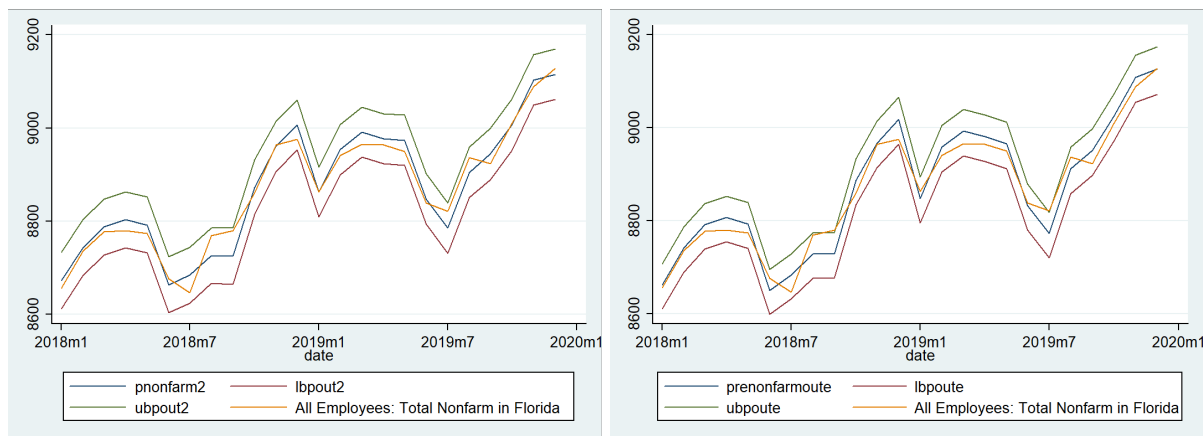 9200
9000
8800
8600
2018m1 2018m7 2019m1 2019m7 2020m1
date
pnonfarm2 lbpout2
ubpout2 All Employees: Total Nonfarm in Florida
9200
9000
8800
8600
2018m1 2018m7 2019m1 2019m7 2020m1
date
prenonfarmoute lbpoute
ubpoute All Employees: Total Nonfarm in Florida